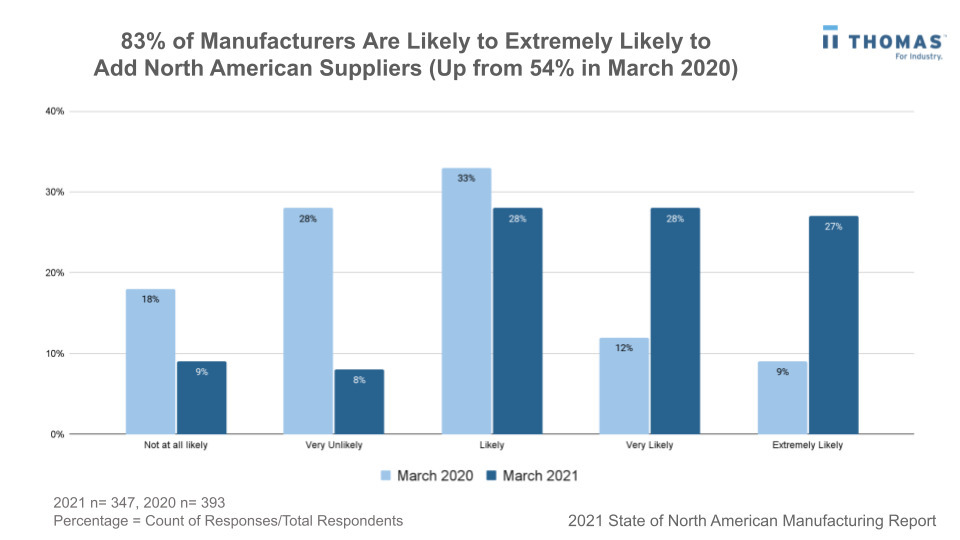 83% of Manufacturers Are Likely to Extremely Likely to
Add North American Suppliers (Up from 54% in March 2020)
THOMAS™
For Industry.
40%
30%
20%
10%
0%
18%
9%
28%
8%
33%
28%
12%
28%
9%
27%
Not at all likely
Very Unlikely
Likely
Very Likely
Extremely Likely
March 2020
March 2021
2021 n= 347, 2020 n= 393
Percentage = Count of Responses/Total Respondents
2021 State of North American Manufacturing Report